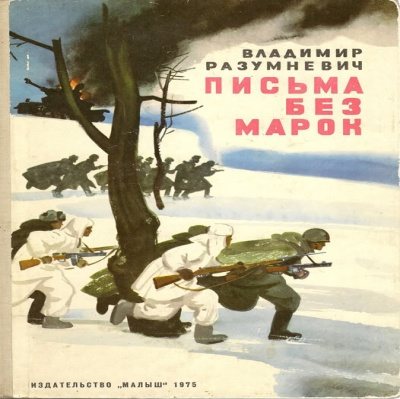 ВЛАДИМИР
РАЗУМНЕВИЧ
ПИСЬМА
БЕЗ
МАРОК
ИЗДАТЕЛЬСТВО „МАЛЫШ" 1975